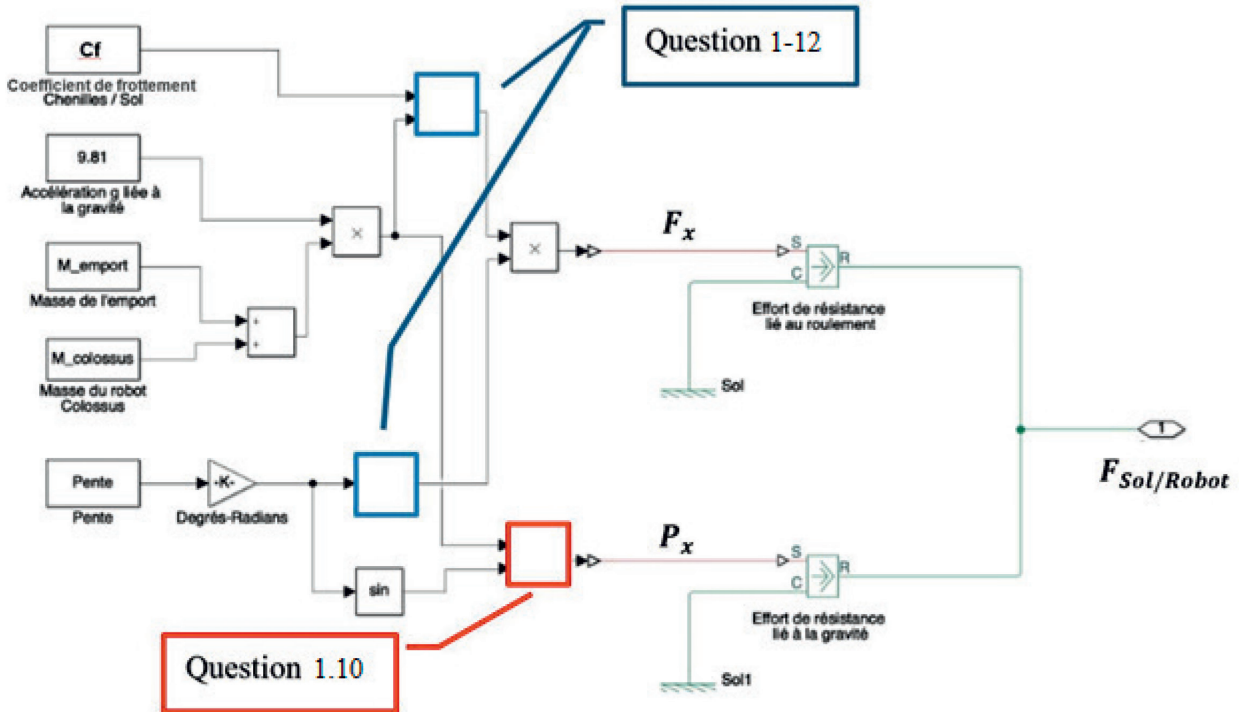 Cf
Coefficient de frottement
Chenilles / Sol
Question 1-12
9.81
Accélération g liée à
la gravité
×
×
M_emport
Masse de l'emport
+
+
M_colossus
Masse du robot
Colossus
F_x
S
C
R
Effort de résistance
lié au roulement
Sol
1
F_Sol/Robot
Pente
Pente
-K-
Degrés-Radians
sin
P_x
S
C
R
Effort de résistance
lié à la gravité
Sol1
Question 1.10